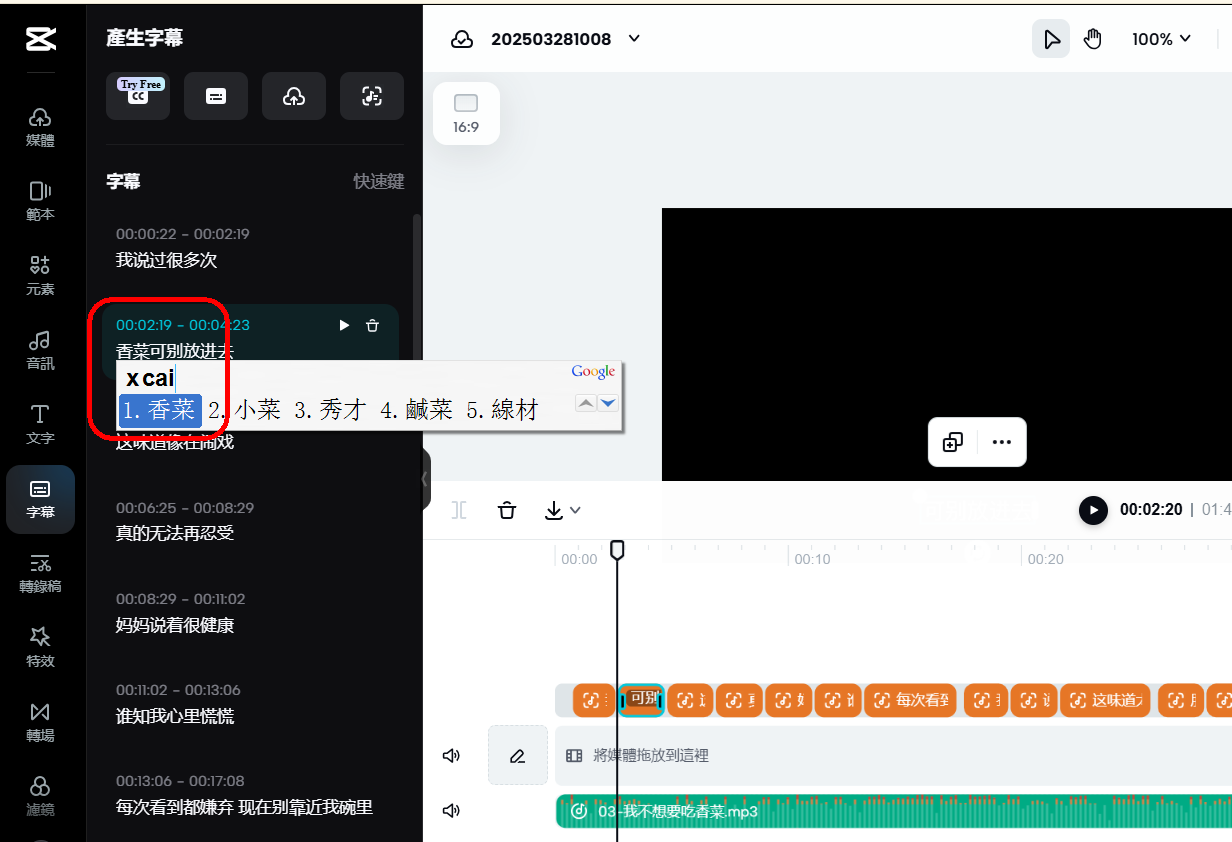 產生字幕
Try Free
CC
字幕
快速鍵
00:00:22 – 00:02:19
我说过很多次
00:02:19 – 00:04:23
香菜可别放进去
xcai
Google
1.香菜 2.小菜 3.秀才 4.鹹菜 5.線材
这味道像在闹戏
00:06:25 – 00:08:29
真的无法再忍受
00:08:29 – 00:11:02
妈妈说着很健康
00:11:02 – 00:13:06
谁知我心里慌慌
00:13:06 – 00:17:08
每次看到都嫌弃 现在别靠近我碗里
媒體
範本
元素
音訊
文字
字幕
轉錄稿
特效
轉場
濾鏡
202503281008
100%
16:9
00:02:20 | 01:4
00:00
00:10
00:20
可别
每次看到
这味道太
將媒體拖放到這裡
03-我不想要吃香菜.mp3